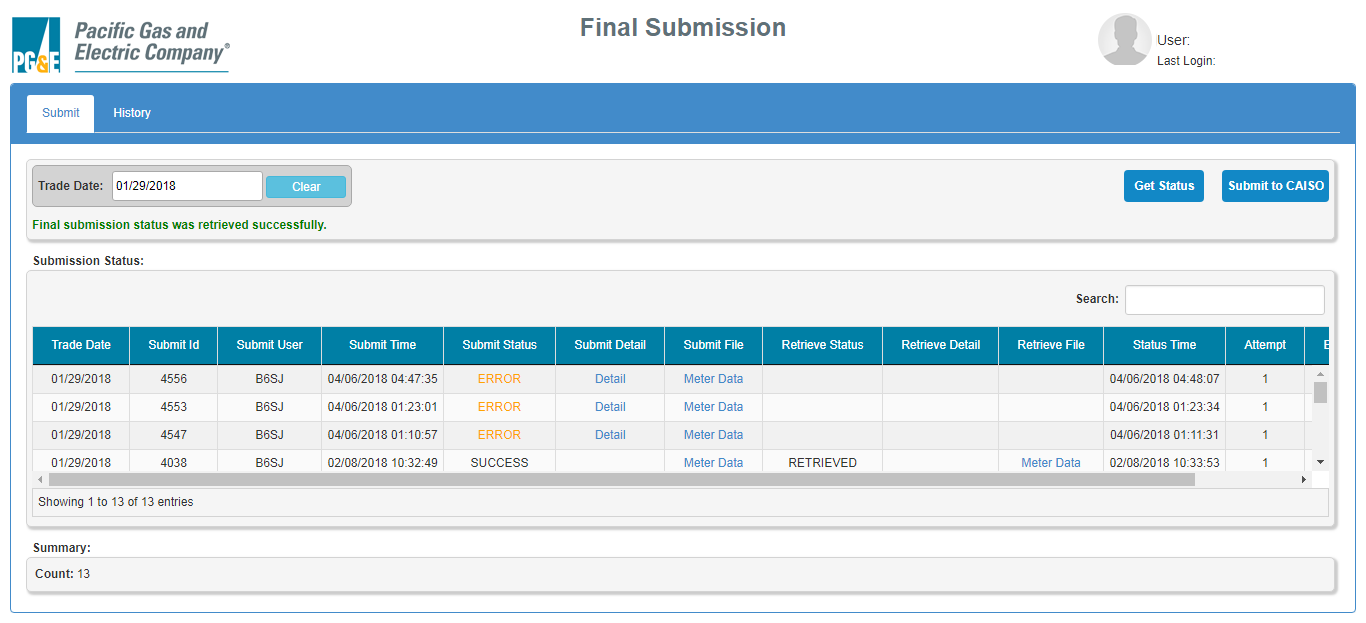 Pacific Gas and
Electric Company®
PG&E
Final Submission
User:
Last Login:
Submit History
Trade Date: 01/29/2018 Clear Get Status Submit to CAISO
Final submission status was retrieved successfully.
Submission Status:
Search:
Trade Date Submit Id Submit User Submit Time Submit Status Submit Detail Submit File Retrieve Status Retrieve Detail Retrieve File Status Time Attempt
01/29/2018 4556 B6SJ 04/06/2018 04:47:35 ERROR Detail Meter Data 04/06/2018 04:48:07 1
01/29/2018 4553 B6SJ 04/06/2018 01:23:01 ERROR Detail Meter Data 04/06/2018 01:23:34 1
01/29/2018 4547 B6SJ 04/06/2018 01:10:57 ERROR Detail Meter Data 04/06/2018 01:11:31 1
01/29/2018 4038 B6SJ 02/08/2018 10:32:49 SUCCESS Meter Data RETRIEVED Meter Data 02/08/2018 10:33:53 1
Showing 1 to 13 of 13 entries
Summary:
Count: 13